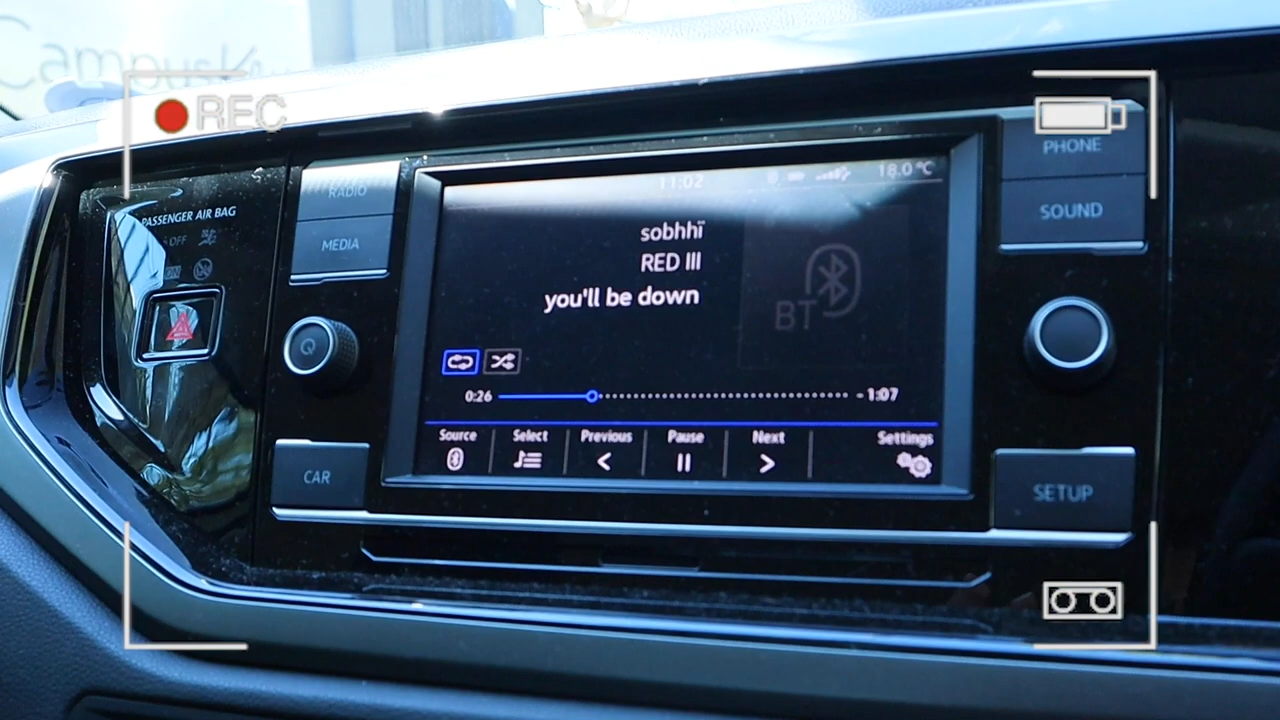 REC
PHONE
RADIO
11:02
18.0°C
PASSENGER AIR BAG
OFF
MEDIA
SOUND
sobhhï
RED III
you'll be down
BT
0:26
- 1:07
Source
Select
Previous
Pause
Next
Settings
CAR
SETUP